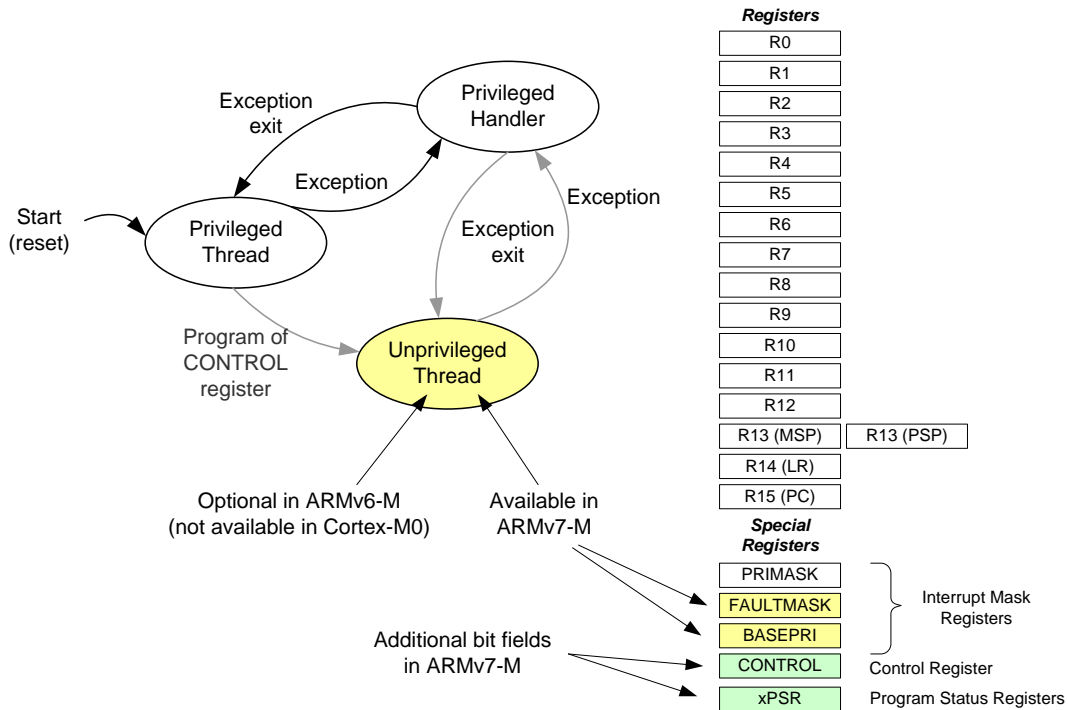 Privileged
Handler
Exception
exit
Exception
Start
(reset)
Privileged
Thread
Exception
exit
Exception
Program of
CONTROL
register
Unprivileged
Thread
Optional in ARMv6-M
(not available in Cortex-M0)
Available in
ARMv7-M
Additional bit fields
in ARMv7-M
Registers
R0
R1
R2
R3
R4
R5
R6
R7
R8
R9
R10
R11
R12
R13 (MSP) R13 (PSP)
R14 (LR)
R15 (PC)
Special
Registers
PRIMASK
FAULTMASK
BASEPRI
Interrupt Mask
Registers
CONTROL Control Register
xPSR Program Status Registers